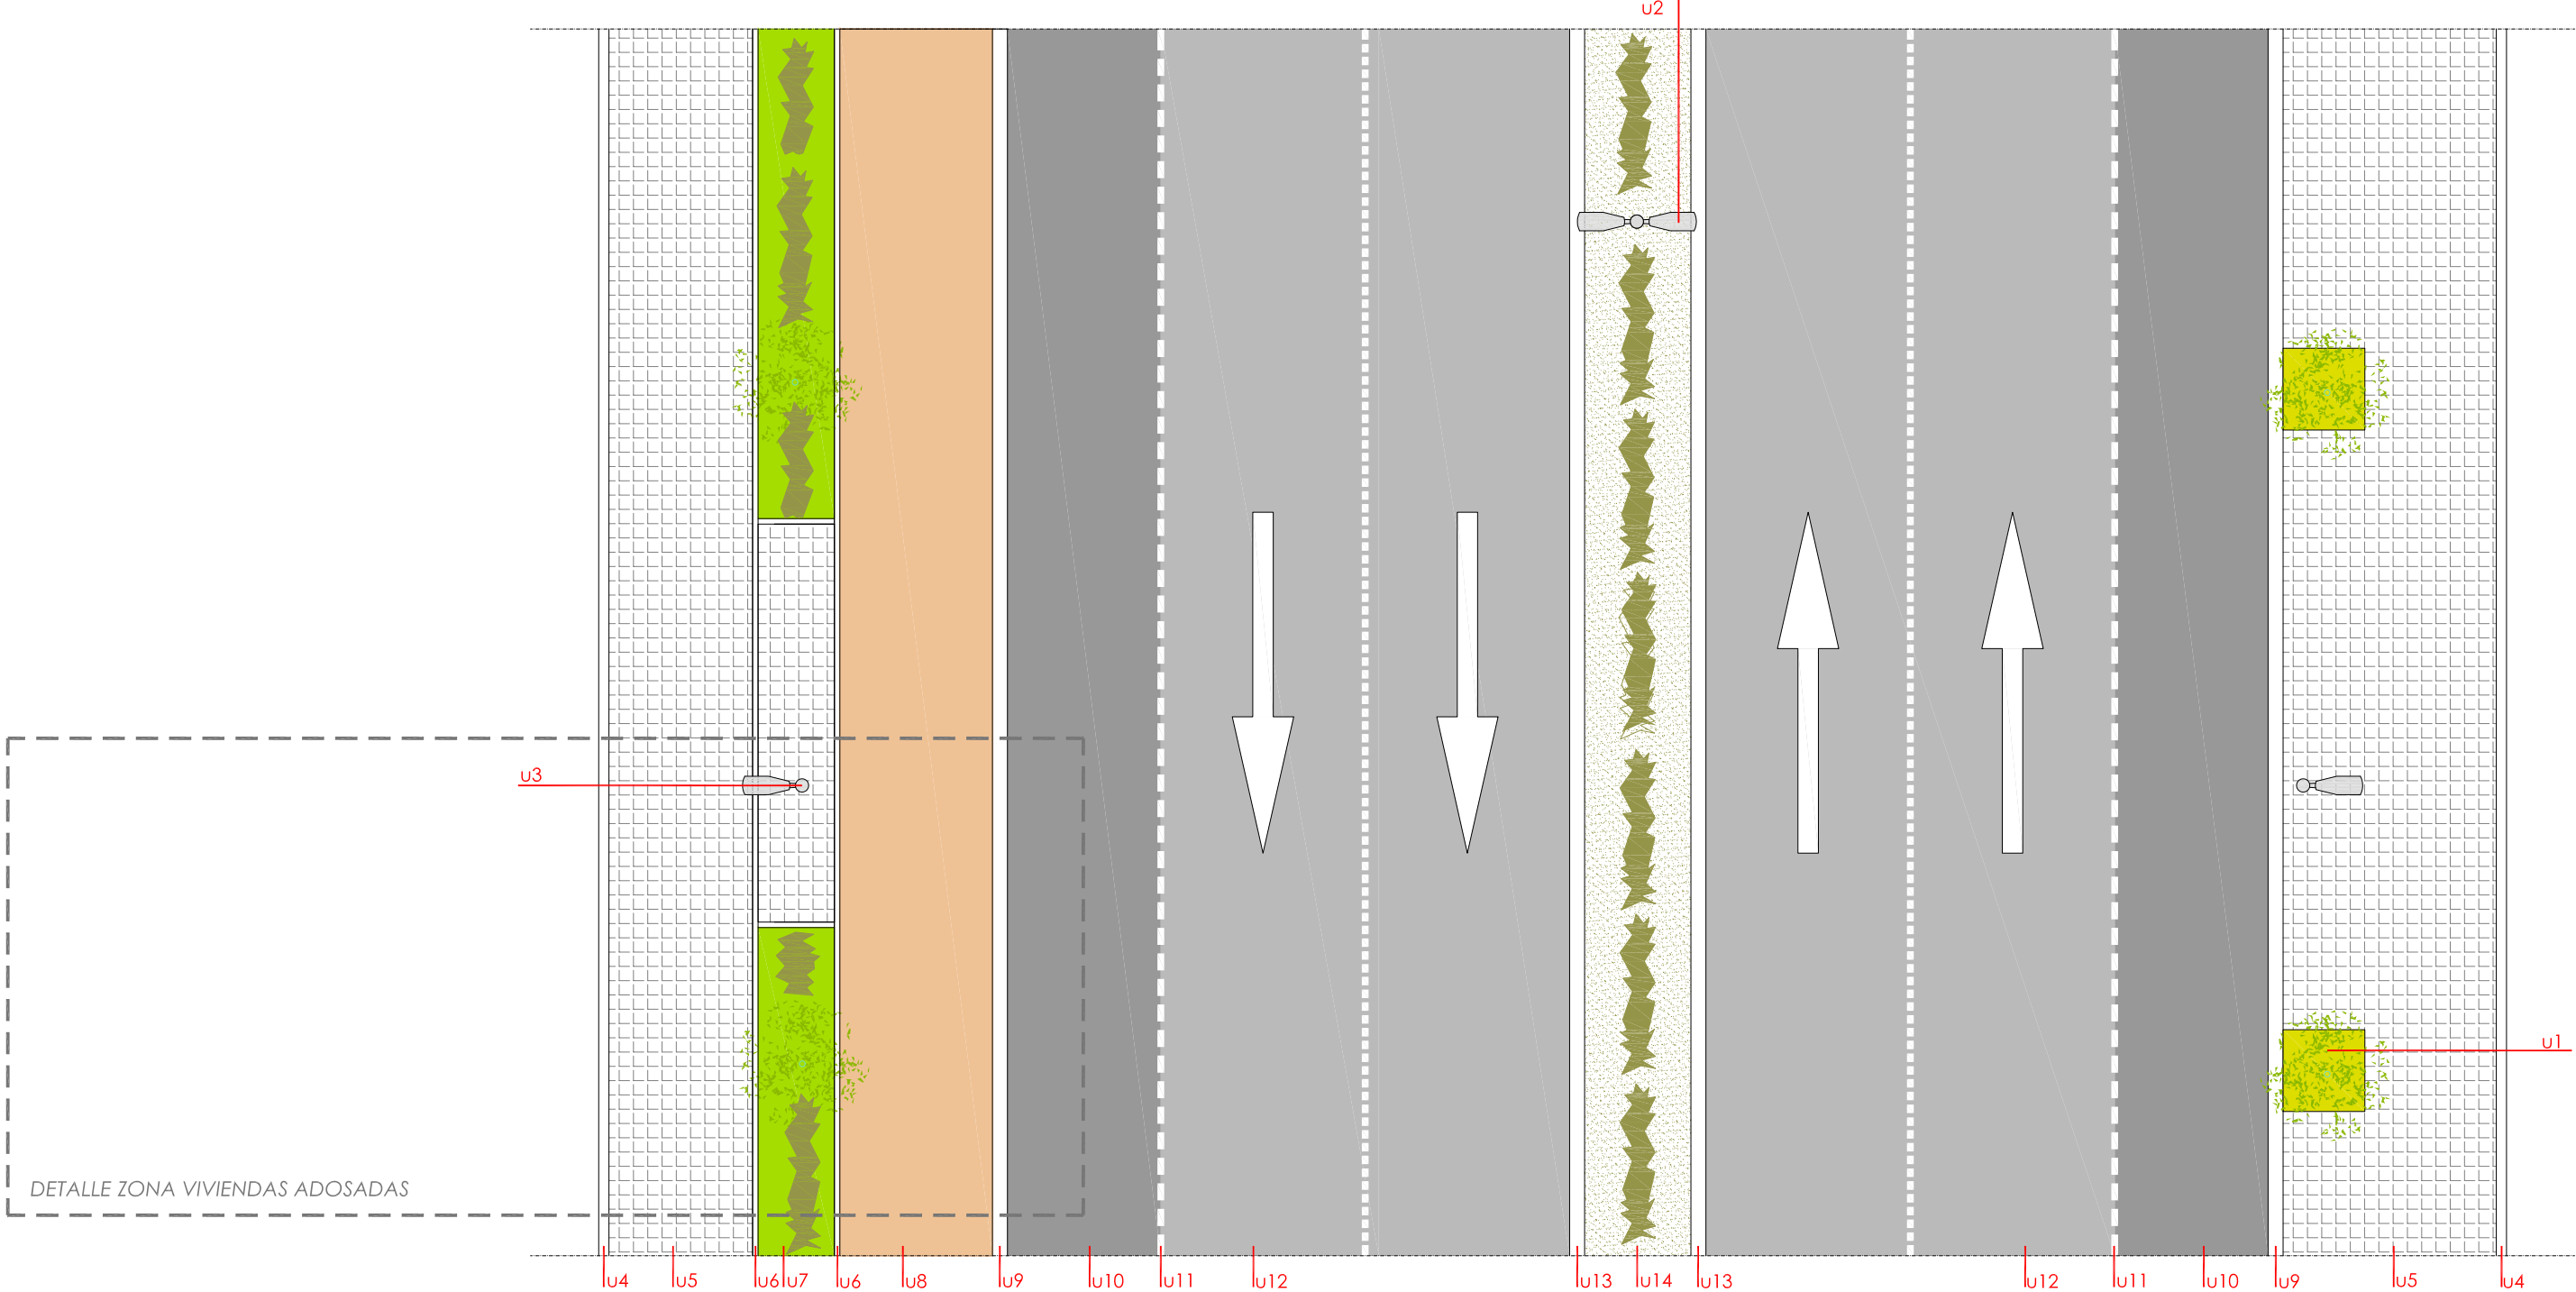 u2
u3
u1
DETALLE ZONA VIVIENDAS ADOSADAS
u4 u5 u6 u7 u6 u8 u9 u10 u11 u12 u13 u14 u13 u12 u11 u10 u9 u5 u4